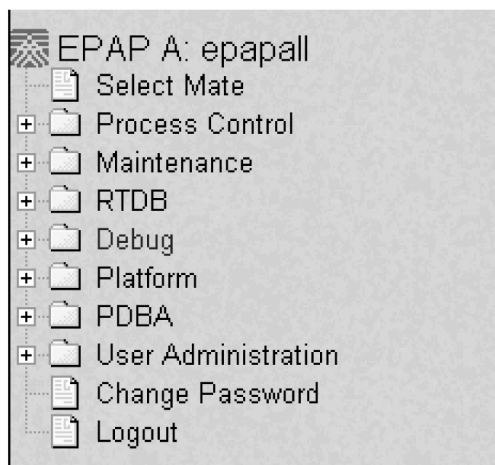 EPAP A: epapall
Select Mate
Process Control
Maintenance
RTDB
Debug
Platform
PDBA
User Administration
Change Password
Logout